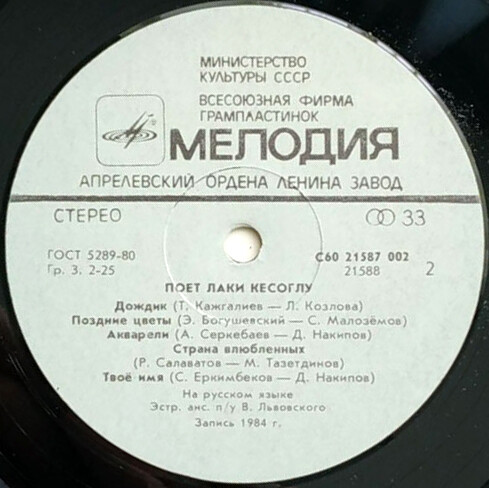 МИНИСТЕРСТВО
КУЛЬТУРЫ СССР
ВСЕСОЮЗНАЯ ФИРМА
ГРАМПЛАСТИНОК
МЕЛОДИЯ
АПРЕЛЕВСКИЙ ОРДЕНА ЛЕНИНА ЗАВОД
СТЕРЕО 33
ГОСТ 5289-80 С60 21587 002
Гр. 3. 2-25 21588 2
ПОЕТ ЛАКИ КЕСОГЛУ
Дождик (Т. Кажгалиев — Л. Козлова)
Поздние цветы (Э. Богушевский — С. Малозёмов)
Акварели (А. Серкебаев — Д. Накипов)
Страна влюбленных
(Р. Салаватов — М. Тазетдинов)
Твоё имя (С. Еркимбеков — Д. Накипов)
На русском языке
Эстр. анс. п/у В. Львовского
Запись 1984 г.